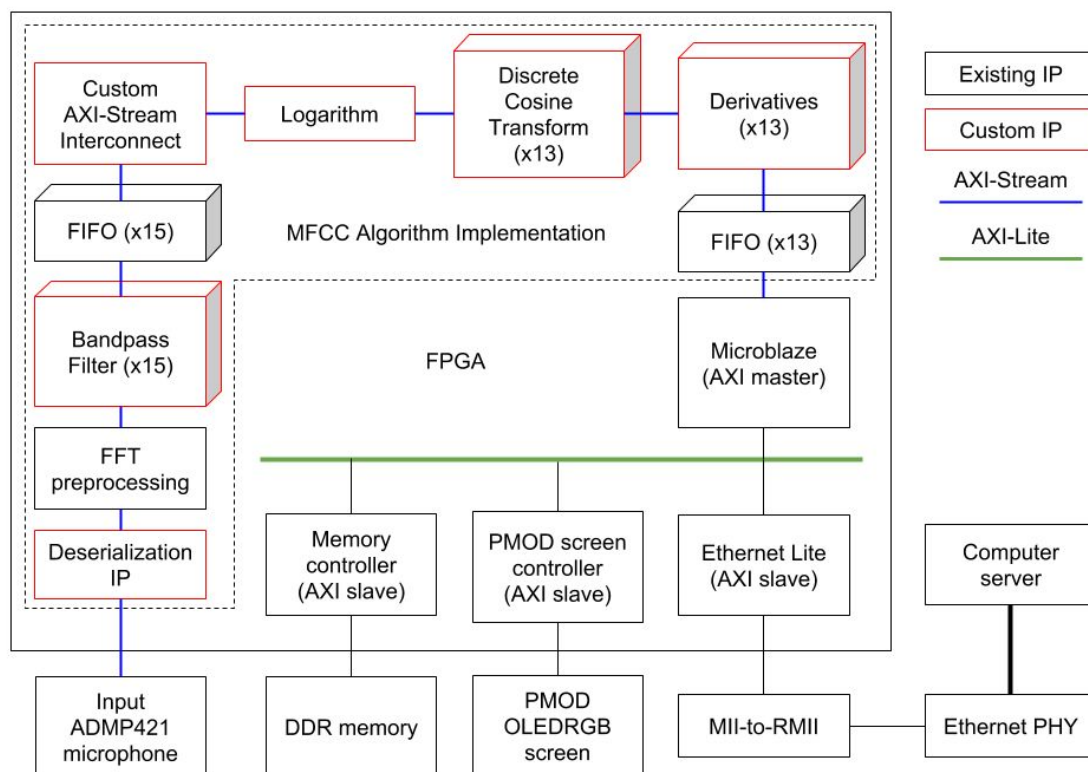 Custom
AXI-Stream
Interconnect
Logarithm
Discrete
Cosine
Transform
(x13)
Derivatives
(x13)
Existing IP
Custom IP
AXI-Stream
AXI-Lite
FIFO (x15)
MFCC Algorithm Implementation
FIFO (x13)
Bandpass
Filter (x15)
FPGA
Microblaze
(AXI master)
FFT
preprocessing
Deserialization
IP
Memory
controller
(AXI slave)
PMOD screen
controller
(AXI slave)
Ethernet Lite
(AXI slave)
Computer
server
Input
ADMP421
microphone
DDR memory
PMOD
OLEDRGB
screen
MII-to-RMII
Ethernet PHY